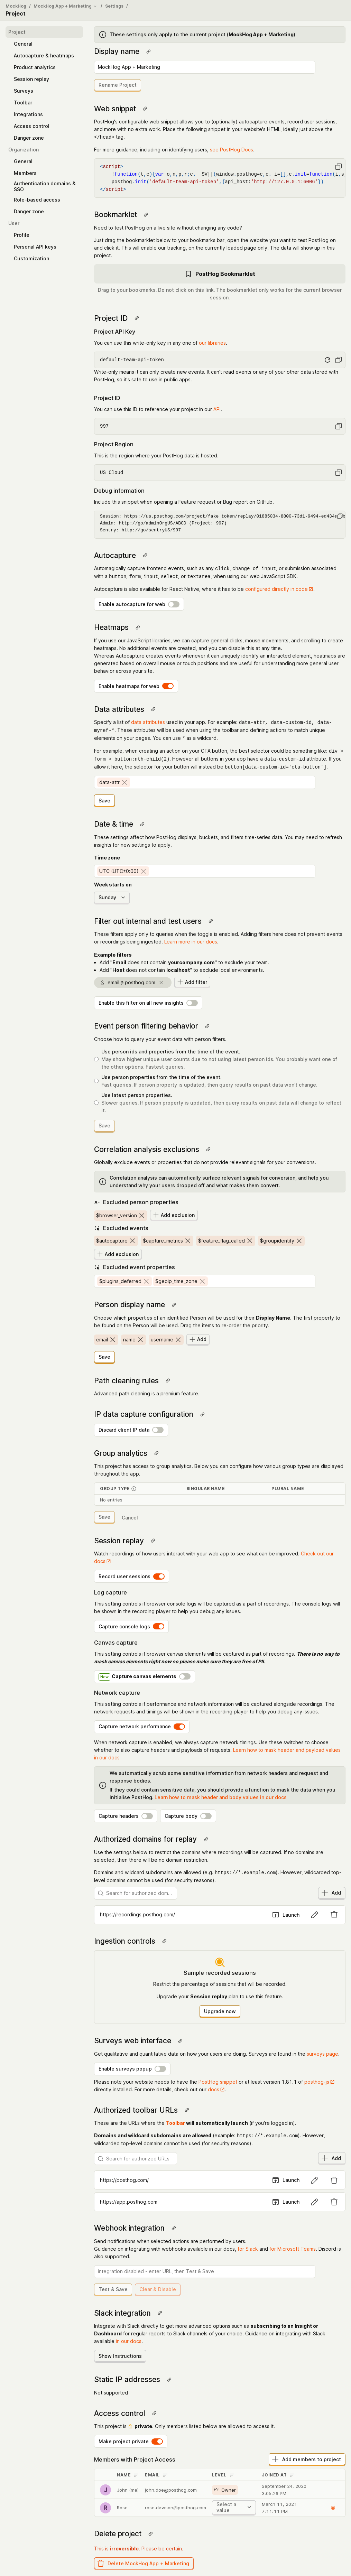 MockHog / MockHog App + Marketing / Settings /
Project
Project
General
Autocapture & heatmaps
Product analytics
Session replay
Surveys
Toolbar
Integrations
Access control
Danger zone
Organization
General
Members
Authentication domains &
SSO
Role-based access
Danger zone
User
Profile
Personal API keys
Customization
These settings only apply to the current project (MockHog App + Marketing).
Display name
MockHog App + Marketing
Rename Project
Web snippet
PostHog's configurable web snippet allows you to (optionally) autocapture events, record user sessions,
and more with no extra work. Place the following snippet in your website's HTML, ideally just above the
</head> tag.
For more guidance, including on identifying users, see PostHog Docs.
<script>
!function(t,e){var o,n,p,r;e.__SV||(window.posthog=e,e._i=[],e.init=function(i,s,
posthog.init('default-team-api-token',{api_host:'http://127.0.0.1:6006'})
</script>
Bookmarklet
Need to test PostHog on a live site without changing any code?
Just drag the bookmarklet below to your bookmarks bar, open the website you want to test PostHog on
and click it. This will enable our tracking, on the currently loaded page only. The data will show up in this
project.
PostHog Bookmarklet
Drag to your bookmarks. Do not click on this link. The bookmarklet only works for the current browser
session.
Project ID
Project API Key
You can use this write-only key in any one of our libraries.
default-team-api-token
Write-only means it can only create new events. It can't read events or any of your other data stored with
PostHog, so it's safe to use in public apps.
Project ID
You can use this ID to reference your project in our API.
997
Project Region
This is the region where your PostHog data is hosted.
US Cloud
Debug information
Include this snippet when opening a Feature request or Bug report on GitHub.
Admin: http://go/adminOrgUS/ABCD (Project: 997)
Sentry: http://go/sentryUS/997
Autocapture
Automagically capture frontend events, such as any click, change of input, or submission associated
with a button, form, input, select, or textarea, when using our web JavaScript SDK.
Autocapture is also available for React Native, where it has to be configured directly in code.
Enable autocapture for web
Heatmaps
If you use our JavaScript libraries, we can capture general clicks, mouse movements, and scrolling to create
heatmaps. No additional events are created, and you can disable this at any time.
Whereas Autocapture creates events whenever it can uniquely identify an interacted element, heatmaps are
generated based on overall mouse or touch positions and are useful for understanding more general user
behavior across your site.
Enable heatmaps for web
Data attributes
Specify a list of data attributes used in your app. For example: data-attr, data-custom-id, data-
myref-*. These attributes will be used when using the toolbar and defining actions to match unique
elements on your pages. You can use * as a wildcard.
For example, when creating an action on your CTA button, the best selector could be something like: div >
form > button:nth-child(2). However all buttons in your app have a data-custom-id attribute. If you
allow it here, the selector for your button will instead be button[data-custom-id='cta-button'].
data-attr
Save
Date & time
These settings affect how PostHog displays, buckets, and filters time-series data. You may need to refresh
insights for new settings to apply.
Time zone
UTC (UTC±0:00)
Week starts on
Sunday
Filter out internal and test users
These filters apply only to queries when the toggle is enabled. Adding filters here does not prevent events
or recordings being ingested. Learn more in our docs.
Example filters
• Add "Email does not contain yourcompany.com" to exclude your team.
• Add "Host does not contain localhost" to exclude local environments.
email ∌ posthog.com
Add filter
Enable this filter on all new insights
Event person filtering behavior
Choose how you to query your event data with person filters.
Use person ids and properties from the time of the event.
May show higher unique user counts due to not using latest person ids. You probably want one of
the other options. Fastest queries.
Use person properties from the time of the event.
Fast queries. If person property is updated, then query results on past data won't change.
Use latest person properties.
Slower queries. If person property is updated, then query results on past data will change to reflect
it.
Save
Correlation analysis exclusions
Globally exclude events or properties that do not provide relevant signals for your conversions.
Correlation analysis can automatically surface relevant signals for conversion, and help you
understand why your users dropped off and what makes them convert.
Excluded person properties
$browser_version
Add exclusion
Excluded events
$autocapture
$capture_metrics
$feature_flag_called
$groupidentify
Add exclusion
Excluded event properties
$plugins_deferred
$geoip_time_zone
Person display name
Choose which properties of an identified Person will be used for their Display Name. The first property to
be found on the Person will be used. Drag the items to re-order the priority.
email
name
username
Add
Save
Path cleaning rules
Advanced path cleaning is a premium feature.
IP data capture configuration
Discard client IP data
Group analytics
This project has access to group analytics. Below you can configure how various group types are displayed
throughout the app.
GROUP TYPE SINGULAR NAME PLURAL NAME
No entries
Save Cancel
Session replay
Watch recordings of how users interact with your web app to see what can be improved. Check out our
docs
Record user sessions
Log capture
This setting controls if browser console logs will be captured as a part of recordings. The console logs will
be shown in the recording player to help you debug any issues.
Capture console logs
Canvas capture
This setting controls if browser canvas elements will be captured as part of recordings. There is no way to
mask canvas elements right now so please make sure they are free of PII.
New Capture canvas elements
Network capture
This setting controls if performance and network information will be captured alongside recordings. The
network requests and timings will be shown in the recording player to help you debug any issues.
Capture network performance
When network capture is enabled, we always capture network timings. Use these switches to choose
whether to also capture headers and payloads of requests. Learn how to mask header and payload values
in our docs
We automatically scrub some sensitive information from network headers and request
and response bodies.
If they could contain sensitive data, you should provide a function to mask the data when you
initialise PostHog. Learn how to mask header and body values in our docs
Capture headers
Capture body
Authorized domains for replay
Use the settings below to restrict the domains where recordings will be captured. If no domains are
selected, then there will be no domain restriction.
Domains and wildcard subdomains are allowed (e.g. https://*.example.com). However, wildcarded top-
level domains cannot be used (for security reasons).
Search for authorized dom...
Add
https://recordings.posthog.com/
Launch
Ingestion controls
Sample recorded sessions
Restrict the percentage of sessions that will be recorded.
Upgrade your Session replay plan to use this feature.
Upgrade now
Surveys web interface
Get qualitative and quantitative data on how your users are doing. Surveys are found in the surveys page.
Enable surveys popup
Please note your website needs to have the PostHog snippet or at least version 1.81.1 of posthog-js
directly installed. For more details, check out our docs.
Authorized toolbar URLs
These are the URLs where the Toolbar will automatically launch (if you're logged in).
Domains and wildcard subdomains are allowed (example: https://*.example.com). However,
wildcarded top-level domains cannot be used (for security reasons).
Search for authorized URLs
Add
https://posthog.com/
Launch
https://app.posthog.com
Launch
Webhook integration
Send notifications when selected actions are performed by users.
Guidance on integrating with webhooks available in our docs, for Slack and for Microsoft Teams. Discord is
also supported.
integration disabled - enter URL, then Test & Save
Test & Save Clear & Disable
Slack integration
Integrate with Slack directly to get more advanced options such as subscribing to an Insight or
Dashboard for regular reports to Slack channels of your choice. Guidance on integrating with Slack
available in our docs.
Show Instructions
Static IP addresses
Not supported
Access control
This project is private. Only members listed below are allowed to access it.
Make project private
Members with Project Access
Add members to project
NAME EMAIL LEVEL JOINED AT
J John (me) john.doe@posthog.com Owner September 24, 2020
3:05:26 PM
R Rose rose.dawson@posthog.com Select a
value March 11, 2021
7:11:11 PM
Delete project
This is irreversible. Please be certain.
Delete MockHog App + Marketing